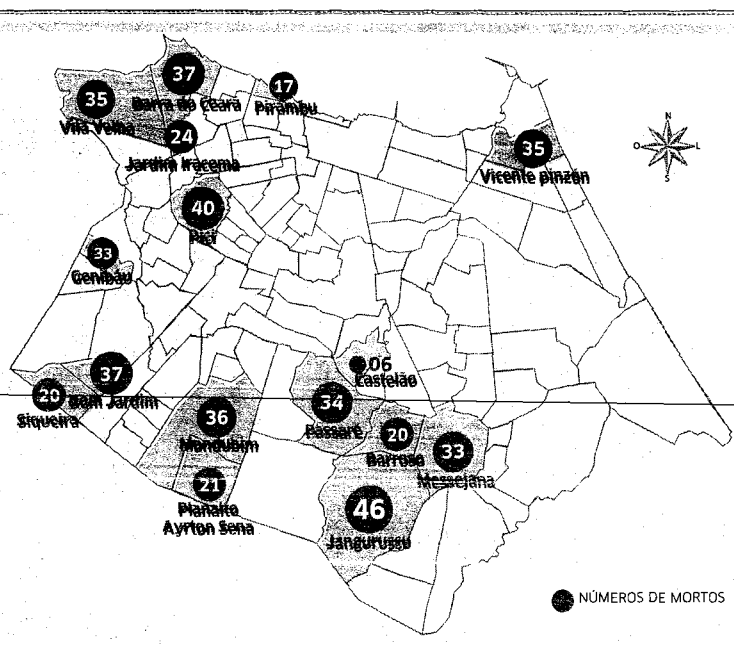 37
Barra do Ceará
35
Vila Velha
17
Pirambu
24
Jardim Iracema
35
Vicente pinzón
N
O
L
S
40
Pici
33
Genibáu
06
Castelão
37
Bom Jardim
20
Siqueira
34
Passaré
36
Mondubim
20
Barroso
33
Messejana
21
Planalto
Ayrton Sena
46
Jangurussu
NÚMEROS DE MORTOS